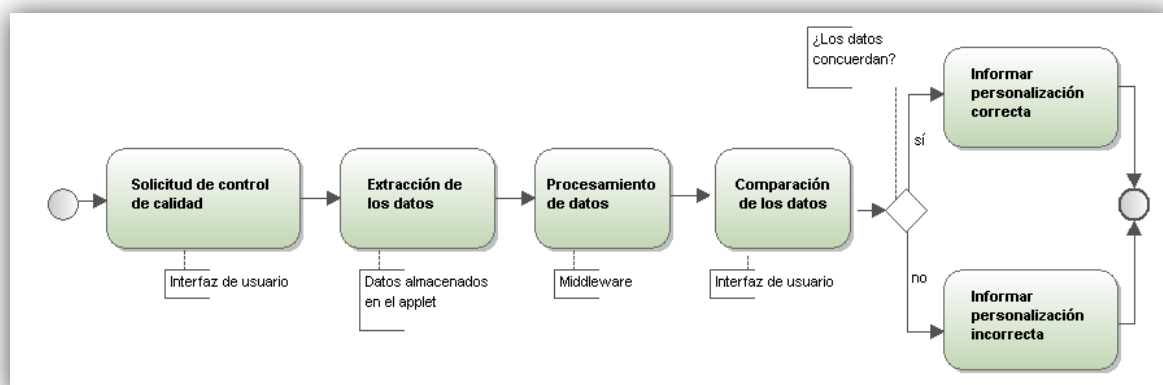 ¿Los datos
concuerdan?
Informar
personalización
correcta
sí
Solicitud de control
de calidad
Extracción de
los datos
Procesamiento
de datos
Comparación
de los datos
Interfaz de usuario
Datos almacenados
en el applet
Middleware
Interfaz de usuario
no
Informar
personalización
incorrecta